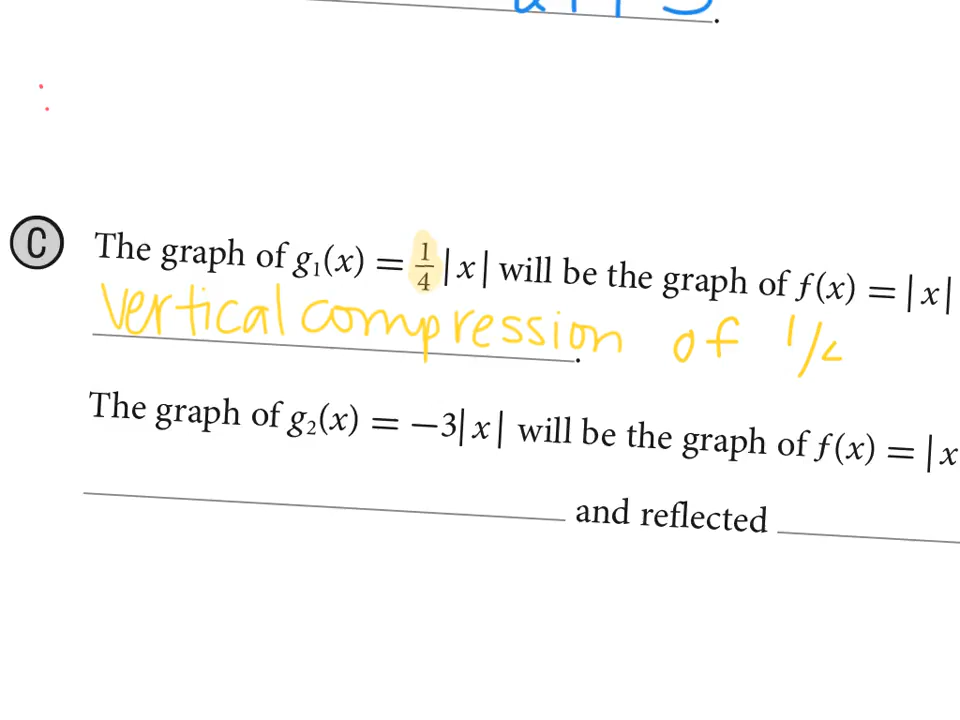 C The graph of g₁(x) = 1/4 |x| will be the graph of f(x) = |x|
vertical compression of 1/
The graph of g₂(x) = −3|x| will be the graph of f(x) = |x
and reflected